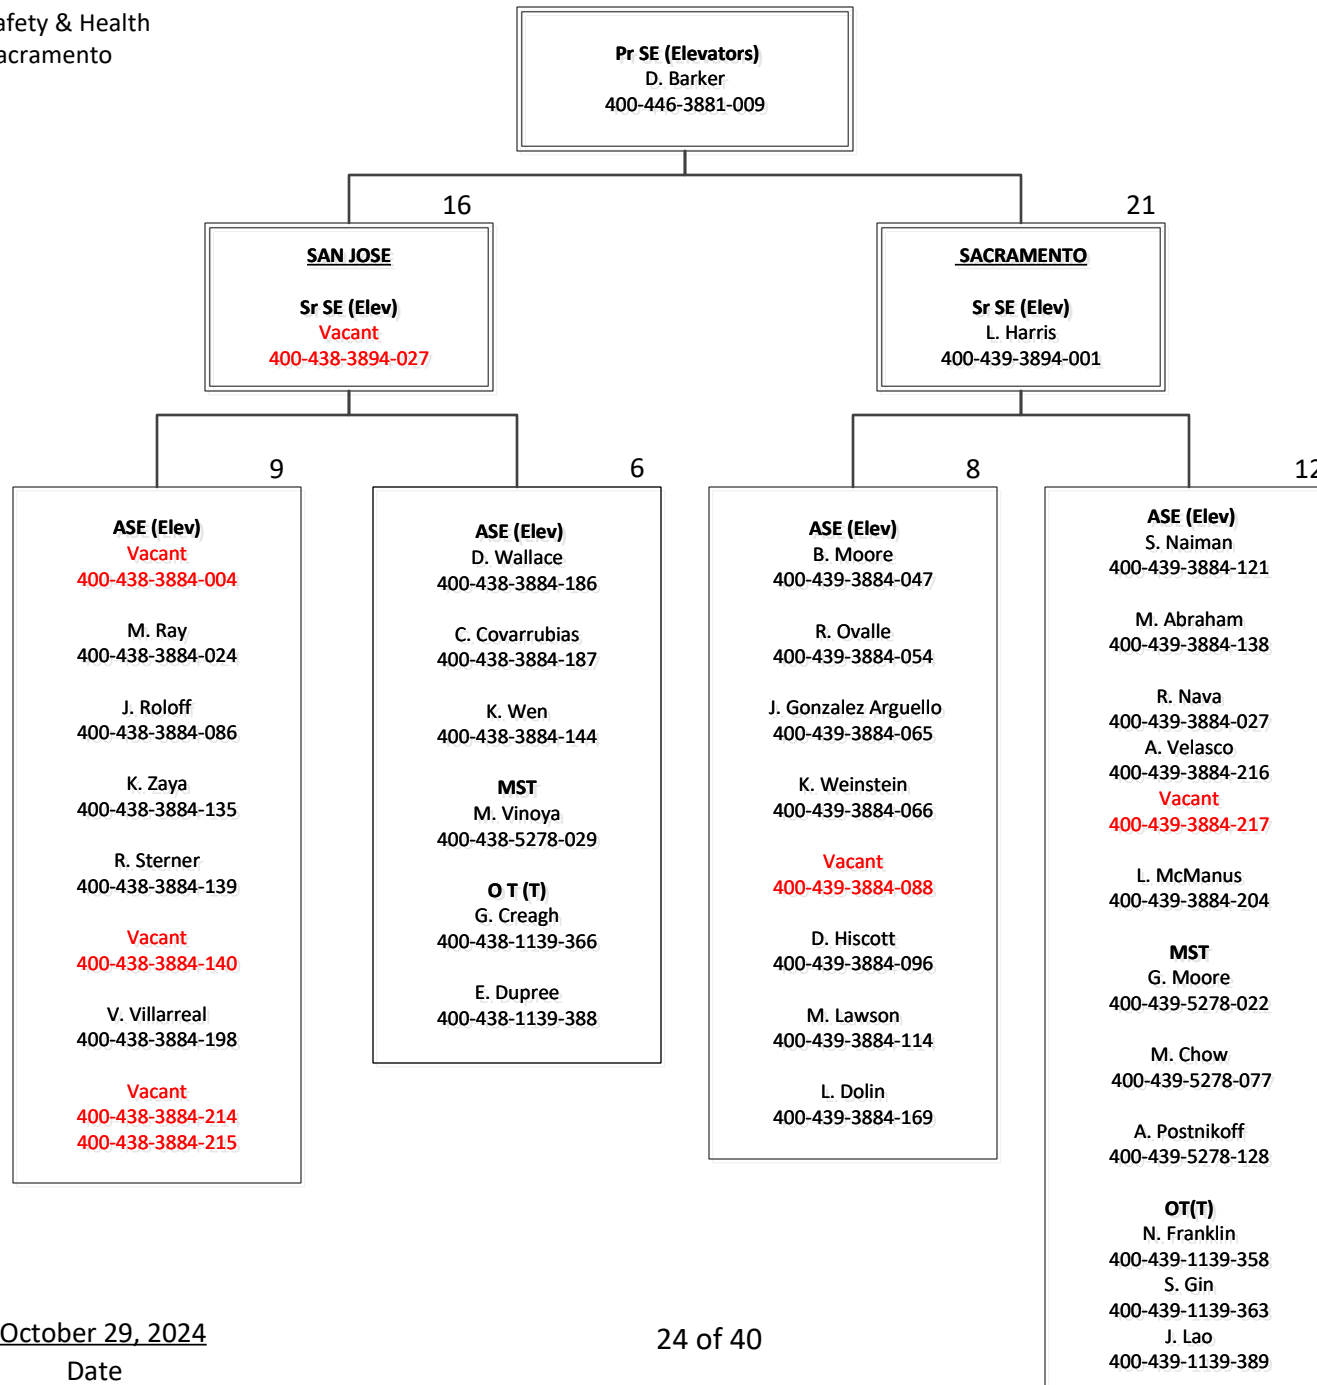 afety & Health
acramento
Pr SE (Elevators)
D. Barker
400-446-3881-009
16
SAN JOSE
Sr SE (Elev)
Vacant
400-438-3894-027
21
SACRAMENTO
Sr SE (Elev)
L. Harris
400-439-3894-001
9
ASE (Elev)
Vacant
400-438-3884-004
M. Ray
400-438-3884-024
J. Roloff
400-438-3884-086
K. Zaya
400-438-3884-135
R. Sterner
400-438-3884-139
Vacant
400-438-3884-140
V. Villarreal
400-438-3884-198
Vacant
400-438-3884-214
400-438-3884-215
6
ASE (Elev)
D. Wallace
400-438-3884-186
C. Covarrubias
400-438-3884-187
K. Wen
400-438-3884-144
MST
M. Vinoya
400-438-5278-029
O T (T)
G. Creagh
400-438-1139-366
E. Dupree
400-438-1139-388
8
ASE (Elev)
B. Moore
400-439-3884-047
R. Ovalle
400-439-3884-054
J. Gonzalez Arguello
400-439-3884-065
K. Weinstein
400-439-3884-066
Vacant
400-439-3884-088
D. Hiscott
400-439-3884-096
M. Lawson
400-439-3884-114
L. Dolin
400-439-3884-169
12
ASE (Elev)
S. Naiman
400-439-3884-121
M. Abraham
400-439-3884-138
R. Nava
400-439-3884-027
A. Velasco
400-439-3884-216
Vacant
400-439-3884-217
L. McManus
400-439-3884-204
MST
G. Moore
400-439-5278-022
M. Chow
400-439-5278-077
A. Postnikoff
400-439-5278-128
OT(T)
N. Franklin
400-439-1139-358
S. Gin
400-439-1139-363
J. Lao
400-439-1139-389
October 29, 2024
Date
24 of 40